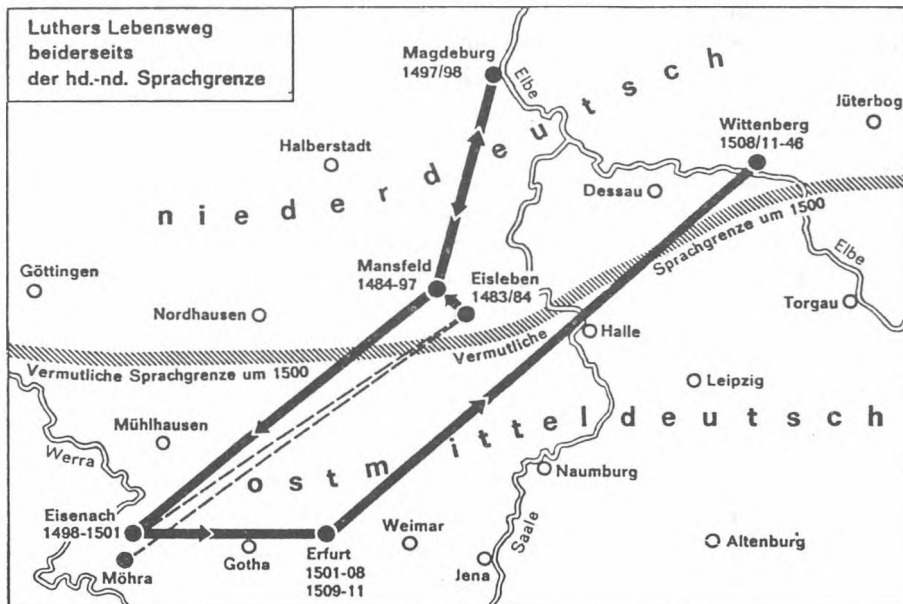 Luthers Lebensweg
beiderseits
der hd.-nd. Sprachgrenze
Magdeburg
1497/98
Elbe
Jüterbog
Wittenberg
1508/11-46
Halberstadt
Dessau
niederdeutsch
Sprachgrenze um 1500
Göttingen
Mansfeld
1484-97
Eisleben
1483/84
Elbe
Nordhausen
Torgau
Halle
Vermutliche
Vermutliche Sprachgrenze um 1500
Leipzig
Mühlhausen
ostmitteldeutsch
Werra
Naumburg
Eisenach
1498-1501
Weimar
Saale
Gotha
Erfurt
1501-08
1509-11
Jena
Altenburg
Möhra